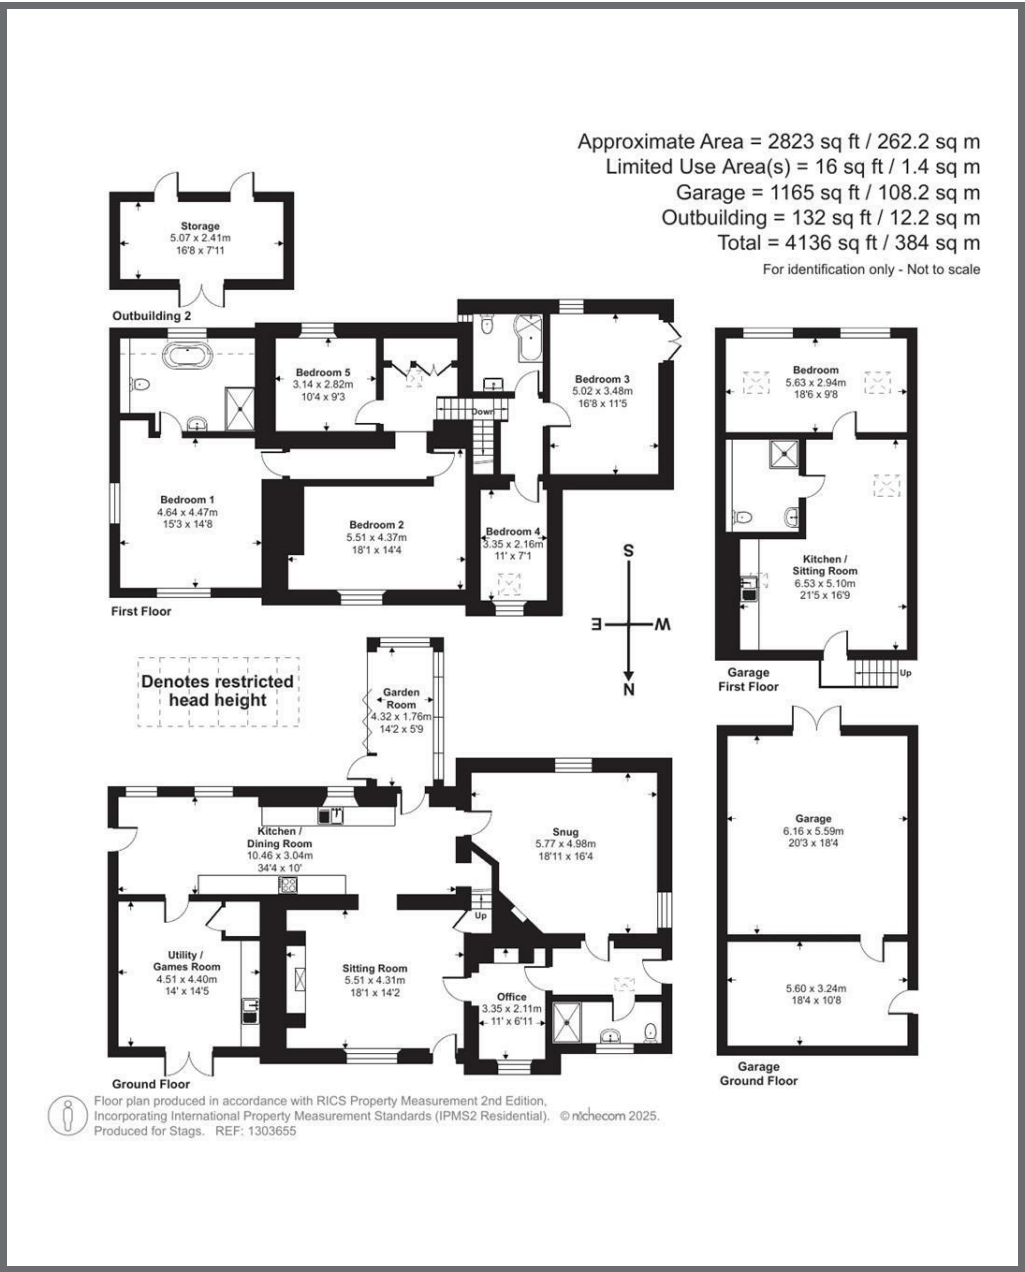 Approximate Area = 2823 sq ft / 262.2 sq m
Limited Use Area(s) = 16 sq ft / 1.4 sq m
Garage = 1165 sq ft / 108.2 sq m
Outbuilding = 132 sq ft / 12.2 sq m
Total = 4136 sq ft / 384 sq m
For identification only - Not to scale
Storage
5.07 x 2.41m
16'8 x 7'11
Outbuilding 2
Bedroom 5
3.14 x 2.82m
10'4 x 9'3
Down
Bedroom 3
5.02 x 3.48m
16'8 x 11'5
Bedroom 1
4.64 x 4.47m
15'3 x 14'8
Bedroom 2
5.51 x 4.37m
18'1 x 14'4
Bedroom 4
3.35 x 2.16m
11' x 7'1
First Floor
Bedroom
5.63 x 2.94m
18'6 x 9'8
Kitchen /
Sitting Room
6.53 x 5.10m
21'5 x 16'9
Up
Garage
First Floor
S
E
W
N
Denotes restricted
head height
Garden
Room
4.32 x 1.76m
14'2 x 5'9
Kitchen /
Dining Room
10.46 x 3.04m
34'4 x 10'
Snug
5.77 x 4.98m
18'11 x 16'4
Up
Utility /
Games Room
4.51 x 4.40m
14' x 14'5
Sitting Room
5.51 x 4.31m
18'1 x 14'2
Office
3.35 x 2.11m
11' x 6'11
Ground Floor
Garage
6.16 x 5.59m
20'3 x 18'4
5.60 x 3.24m
18'4 x 10'8
Garage
Ground Floor
Floor plan produced in accordance with RICS Property Measurement 2nd Edition,
Incorporating International Property Measurement Standards (IPMS2 Residential). © nichecom 2025.
Produced for Stags. REF: 1303655